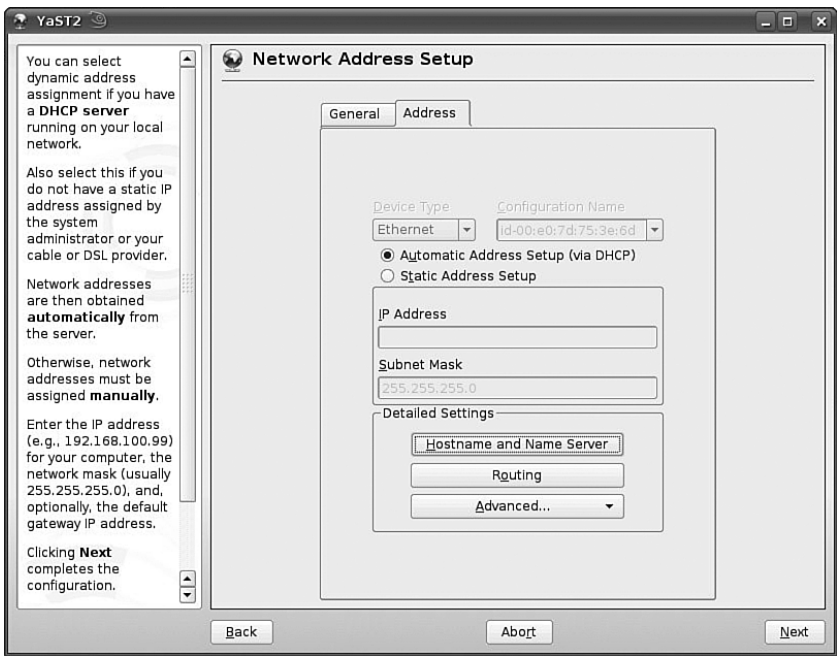 YaST2
You can select
dynamic address
assignment if you have
a DHCP server
running on your local
network.
Also select this if you
do not have a static IP
address assigned by
the system
administrator or your
cable or DSL provider.
Network addresses
are then obtained
automatically from
the server.
Otherwise, network
addresses must be
assigned manually.
Enter the IP address
(e.g., 192.168.100.99)
for your computer, the
network mask (usually
255.255.255.0), and,
optionally, the default
gateway IP address.
Clicking Next
completes the
configuration.
Network Address Setup
General Address
Device Type Configuration Name
Ethernet id-00:e0:7d:75:3e:6d
Automatic Address Setup (via DHCP)
Static Address Setup
IP Address
Subnet Mask
255.255.255.0
Detailed Settings
Hostname and Name Server
Routing
Advanced...
Back Abort Next